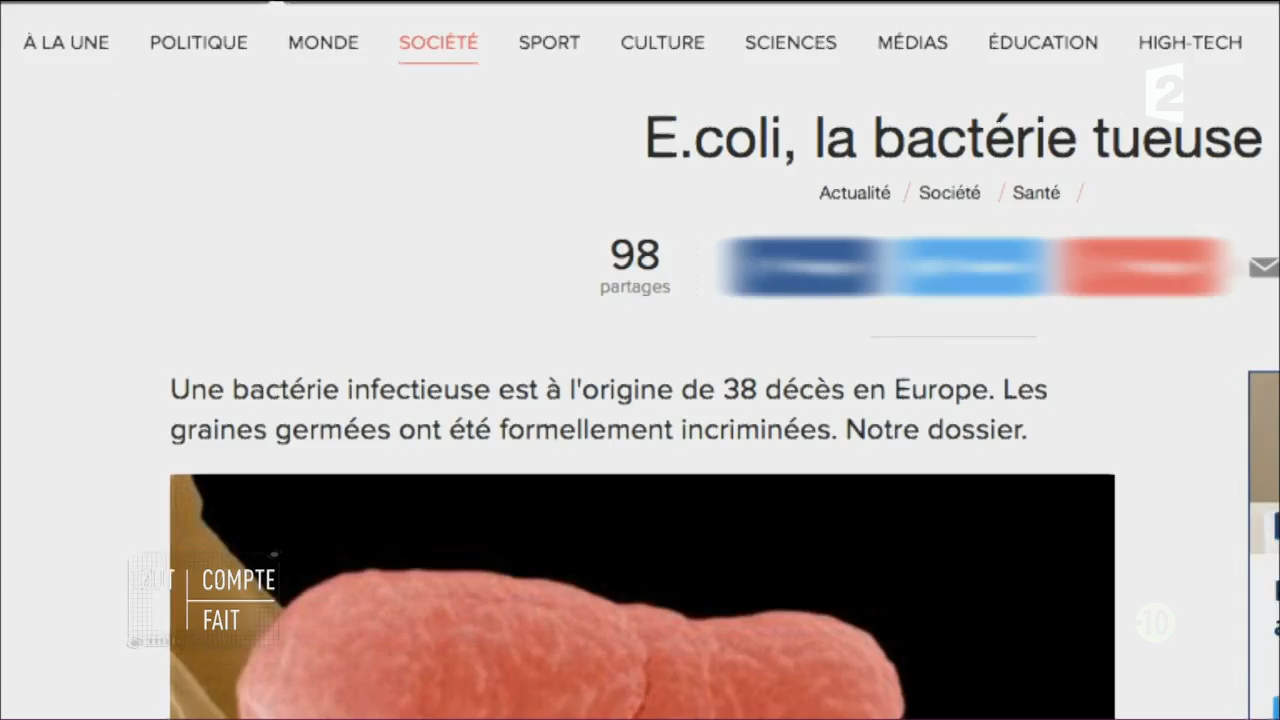 À LA UNE POLITIQUE MONDE SOCIÉTÉ SPORT CULTURE SCIENCES MÉDIAS ÉDUCATION HIGH-TECH
2
E.coli, la bactérie tueuse
Actualité / Société / Santé /
98
partages
Une bactérie infectieuse est à l'origine de 38 décès en Europe. Les
graines germées ont été formellement incriminées. Notre dossier.
COMPTE
FAIT
-10